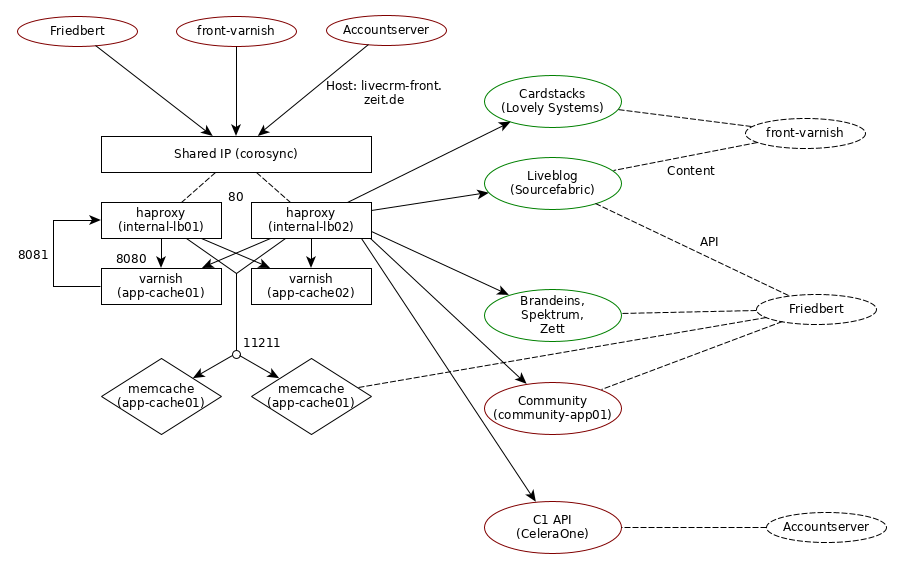 Friedbert
front-varnish
Accountserver
Host: livecrm-front.
zeit.de
Shared IP (corosync)
80
haproxy
(internal-lb01)
haproxy
(internal-lb02)
8081
8080
varnish
(app-cache01)
varnish
(app-cache02)
11211
memcache
(app-cache01)
memcache
(app-cache01)
Cardstacks
(Lovely Systems)
Liveblog
(Sourcefabric)
Brandeins,
Spektrum,
Zett
Community
(community-app01)
C1 API
(CeleraOne)
front-varnish
Content
API
Friedbert
Accountserver